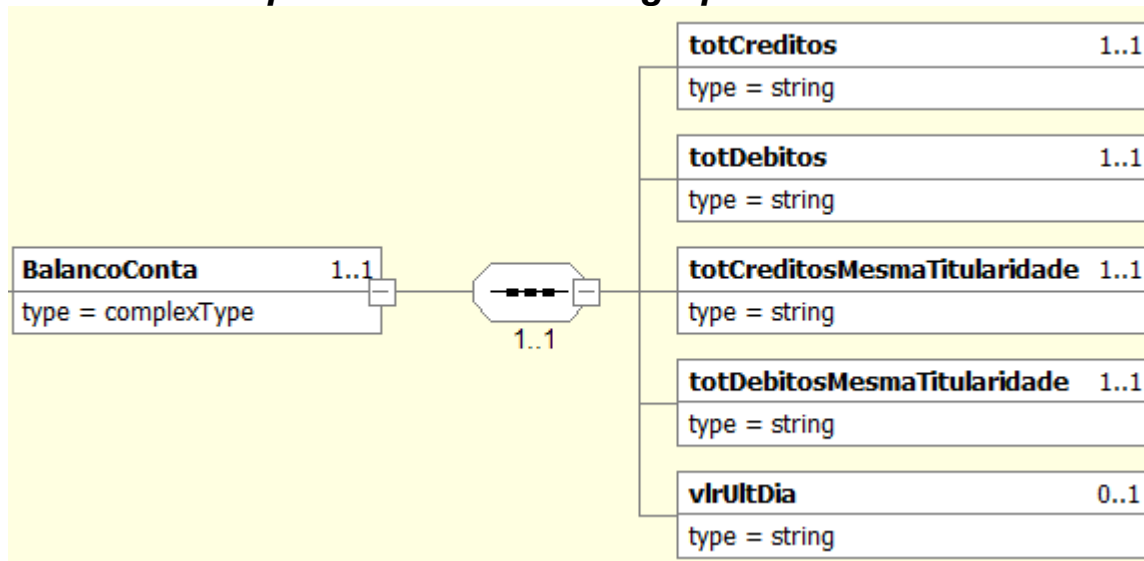 BalancoConta 1..1
type = complexType
1..1
totCreditos 1..1
type = string
totDebitos 1..1
type = string
totCreditosMesmaTitularidade 1..1
type = string
totDebitosMesmaTitularidade 1..1
type = string
vlrUltDia 0..1
type = string